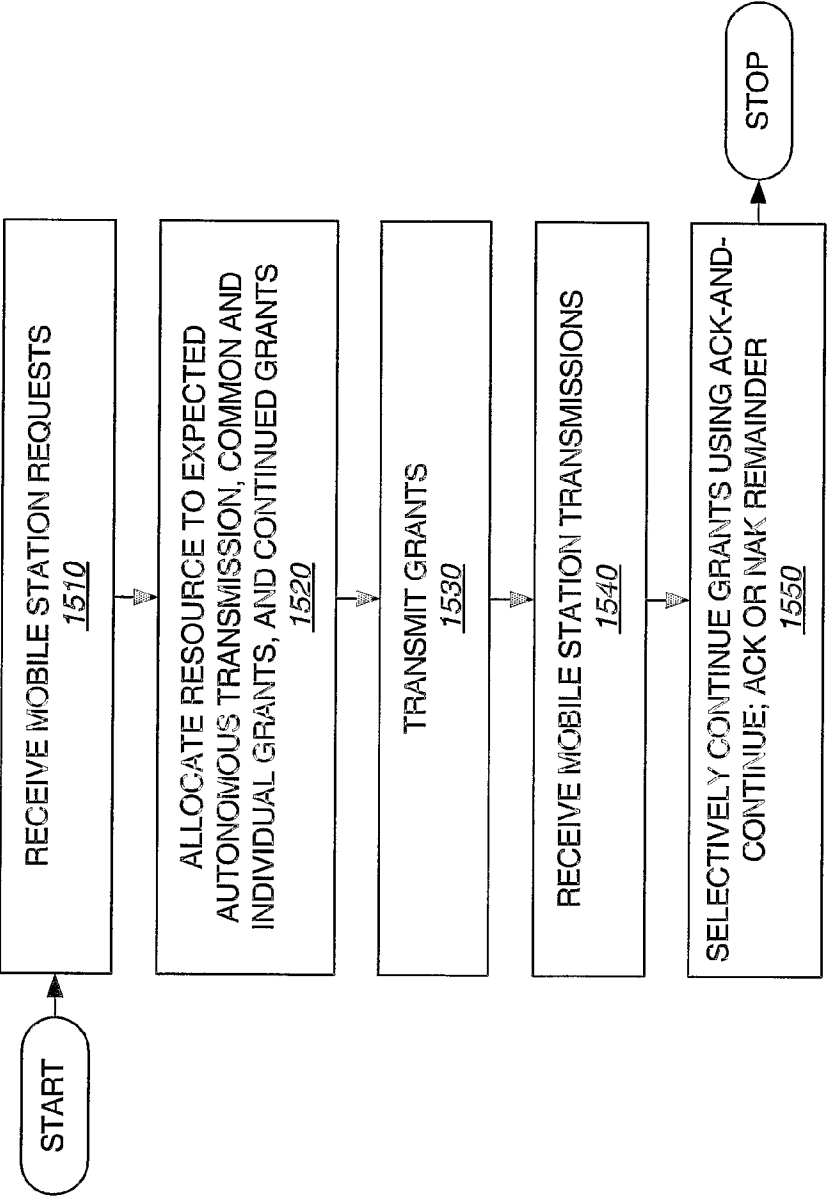 START
RECEIVE MOBILE STATION REQUESTS
1510
ALLOCATE RESOURCE TO EXPECTED
AUTONOMOUS TRANSMISSION, COMMON AND
INDIVIDUAL GRANTS, AND CONTINUED GRANTS
1520
TRANSMIT GRANTS
1530
RECEIVE MOBILE STATION TRANSMISSIONS
1540
SELECTIVELY CONTINUE GRANTS USING ACK-AND-
CONTINUE; ACK OR NAK REMAINDER
1550
STOP